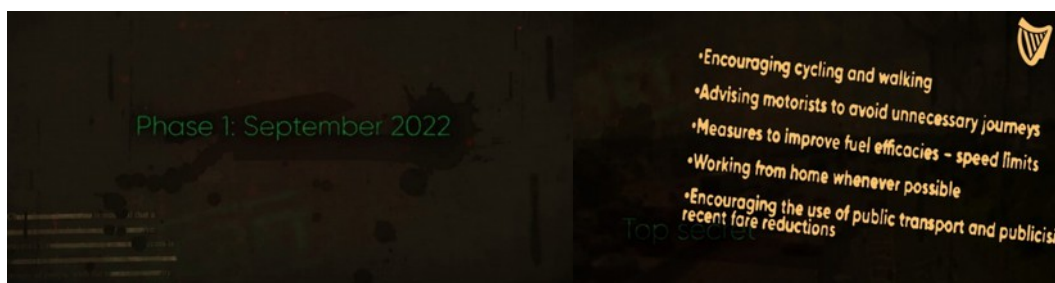 Phase 1: September 2022
•Encouraging cycling and walking
•Advising motorists to avoid unnecessary journeys
•Measures to improve fuel efficacies – speed limits
•Working from home whenever possible
•Encouraging the use of public transport and publicisi
recent fare reductions
Top secret